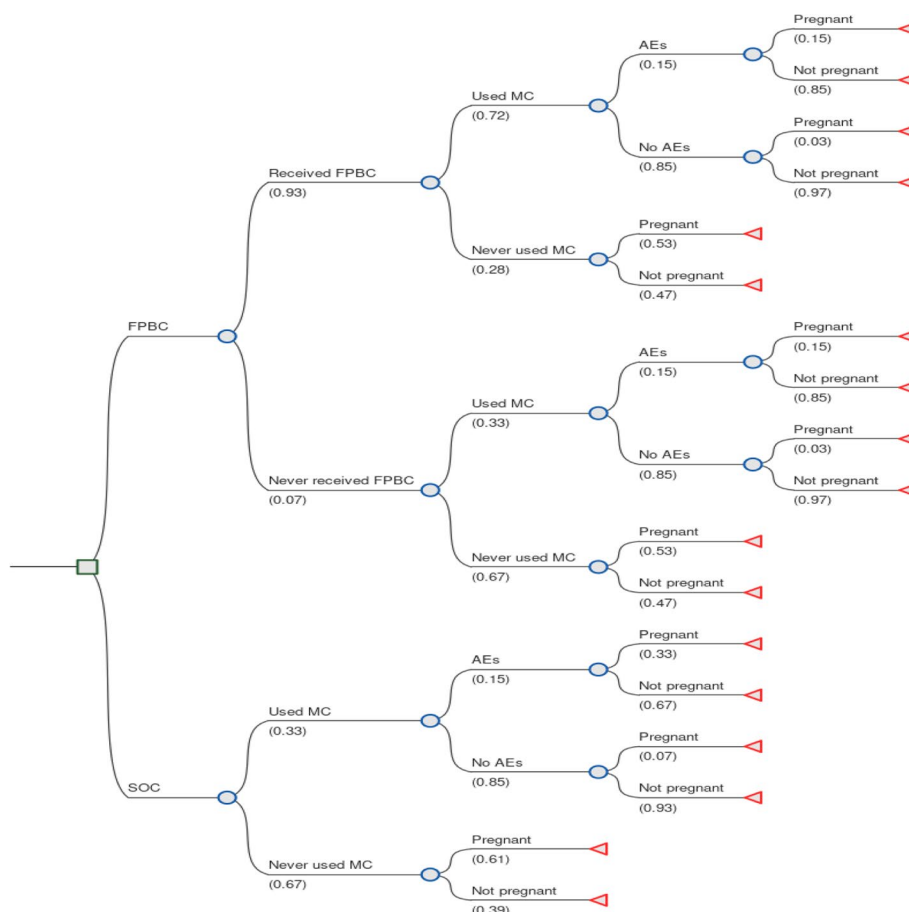 Pregnant
(0.15)
AEs
(0.15)
Not pregnant
(0.85)
Used MC
(0.72)
Pregnant
(0.03)
No AEs
(0.85)
Not pregnant
(0.97)
Received FPBC
(0.93)
Pregnant
(0.53)
Never used MC
(0.28)
Not pregnant
(0.47)
FPBC
Pregnant
(0.15)
AEs
(0.15)
Not pregnant
(0.85)
Used MC
(0.33)
Pregnant
(0.03)
No AEs
(0.85)
Not pregnant
(0.97)
Never received FPBC
(0.07)
Pregnant
(0.53)
Never used MC
(0.67)
Not pregnant
(0.47)
Pregnant
(0.33)
AEs
(0.15)
Not pregnant
(0.67)
Used MC
(0.33)
Pregnant
(0.07)
No AEs
(0.85)
Not pregnant
(0.93)
SOC
Pregnant
(0.61)
Never used MC
(0.67)
Not pregnant
(0.39)